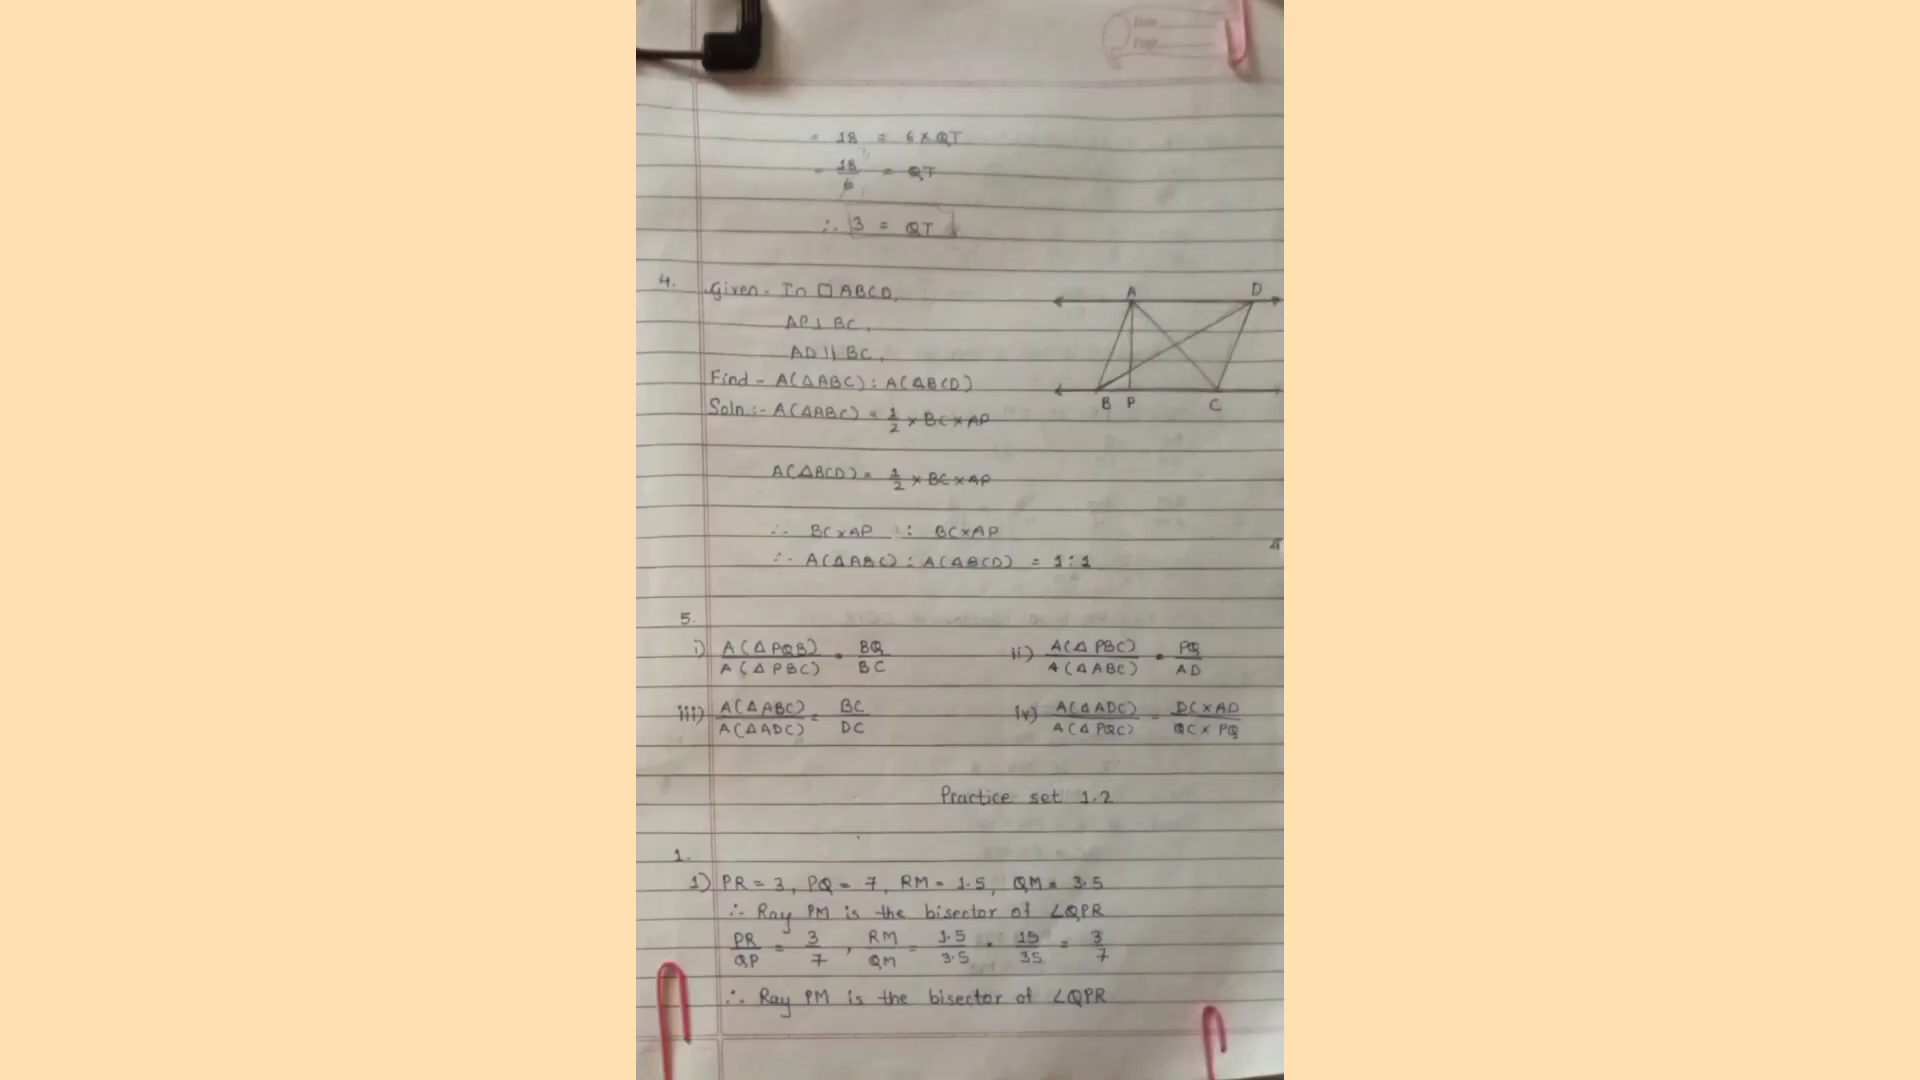 Date
Page
= 18 = 6 × QT
= 18/6 = QT
∴ 3 = QT
4. Given - In □ ABCD,
AP ⊥ BC,
AD || BC,
Find - A(△ABC) : A(△BCD)
Soln :- A(△ABC) = 1/2 × BC × AP
A(△BCD) = 1/2 × BC × AP
∴ BC × AP : BC × AP
∴ A(△ABC) : A(△BCD) = 1 : 1
A D
B P C
5.
i) A(△PQB)/A(△PBC) = BQ/BC ii) A(△PBC)/A(△ABC) = PQ/AD
iii) A(△ABC)/A(△ADC) = BC/DC iv) A(△ADC)/A(△PQC) = DC × AD/QC × PQ
Practice set 1.2
1.
1) PR = 3, PQ = 7, RM = 1.5, QM = 3.5
∴ Ray PM is the bisector of ∠QPR
PR/QP = 3/7, RM/QM = 1.5/3.5 = 15/35 = 3/7
∴ Ray PM is the bisector of ∠QPR